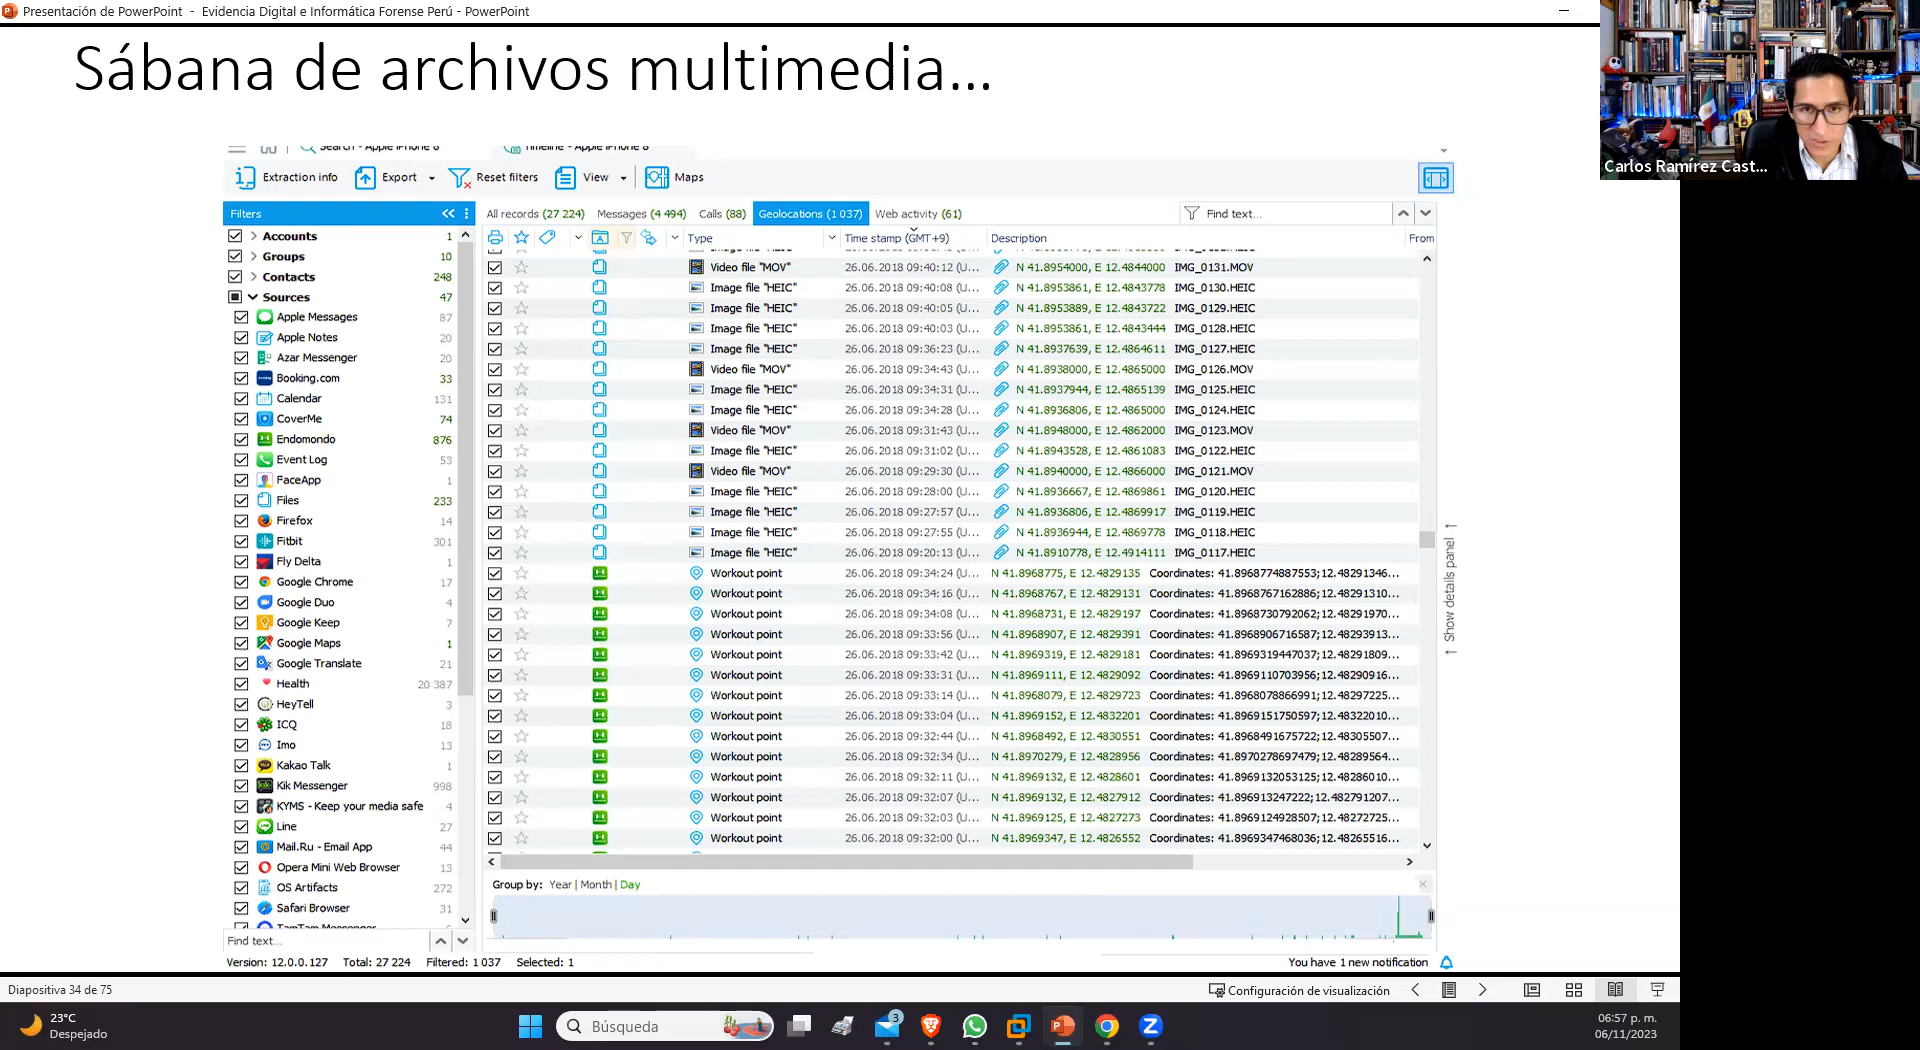 Presentación de PowerPoint - Evidencia Digital e Informática Forense Perú - PowerPoint
Sábana de archivos multimedia...
Carlos Ramírez Cast...
Search - Apple iPhone 8
Timeline - Apple iPhone 8
Extraction info Export Reset filters View Maps
Filters
All records (27 224) Messages (4 494) Calls (88) Geolocations (1 037) Web activity (61) Find text...
Type Time stamp (GMT+9) Description From
Accounts 1
Groups 10
Contacts 248
Sources 47
Apple Messages 87
Apple Notes 20
Azar Messenger 20
Booking.com 33
Calendar 131
CoverMe 74
Endomondo 876
Event Log 53
FaceApp 1
Files 233
Firefox 14
Fitbit 301
Fly Delta 1
Google Chrome 17
Google Duo 4
Google Keep 7
Google Maps 1
Google Translate 21
Health 20 387
HeyTell 3
ICQ 18
Imo 13
Kakao Talk 1
Kik Messenger 998
KYMS - Keep your media safe 4
Line 27
Mail.Ru - Email App 44
Opera Mini Web Browser 13
OS Artifacts 272
Safari Browser 31
TamTam Messenger
Find text...
Video file "MOV" 26.06.2018 09:40:12 (U... N 41.8954000, E 12.4844000 IMG_0131.MOV
Image file "HEIC" 26.06.2018 09:40:08 (U... N 41.8953861, E 12.4843778 IMG_0130.HEIC
Image file "HEIC" 26.06.2018 09:40:05 (U... N 41.8953889, E 12.4843722 IMG_0129.HEIC
Image file "HEIC" 26.06.2018 09:40:03 (U... N 41.8953861, E 12.4843444 IMG_0128.HEIC
Image file "HEIC" 26.06.2018 09:36:23 (U... N 41.8937639, E 12.4864611 IMG_0127.HEIC
Video file "MOV" 26.06.2018 09:34:43 (U... N 41.8938000, E 12.4865000 IMG_0126.MOV
Image file "HEIC" 26.06.2018 09:34:31 (U... N 41.8937944, E 12.4865139 IMG_0125.HEIC
Image file "HEIC" 26.06.2018 09:34:28 (U... N 41.8936806, E 12.4865000 IMG_0124.HEIC
Video file "MOV" 26.06.2018 09:31:43 (U... N 41.8948000, E 12.4862000 IMG_0123.MOV
Image file "HEIC" 26.06.2018 09:31:02 (U... N 41.8943528, E 12.4861083 IMG_0122.HEIC
Video file "MOV" 26.06.2018 09:29:30 (U... N 41.8940000, E 12.4866000 IMG_0121.MOV
Image file "HEIC" 26.06.2018 09:28:00 (U... N 41.8936667, E 12.4869861 IMG_0120.HEIC
Image file "HEIC" 26.06.2018 09:27:57 (U... N 41.8936806, E 12.4869917 IMG_0119.HEIC
Image file "HEIC" 26.06.2018 09:27:55 (U... N 41.8936944, E 12.4869778 IMG_0118.HEIC
Image file "HEIC" 26.06.2018 09:20:13 (U... N 41.8910778, E 12.4914111 IMG_0117.HEIC
Workout point 26.06.2018 09:34:24 (U... N 41.8968775, E 12.4829135 Coordinates: 41.8968774887553;12.48291346...
Workout point 26.06.2018 09:34:16 (U... N 41.8968767, E 12.4829131 Coordinates: 41.8968767162886;12.48291310...
Workout point 26.06.2018 09:34:08 (U... N 41.8968731, E 12.4829197 Coordinates: 41.8968730792062;12.48291970...
Workout point 26.06.2018 09:33:56 (U... N 41.8968907, E 12.4829391 Coordinates: 41.8968906716587;12.48293913...
Workout point 26.06.2018 09:33:42 (U... N 41.8969319, E 12.4829181 Coordinates: 41.8969319447037;12.48291809...
Workout point 26.06.2018 09:33:31 (U... N 41.8969111, E 12.4829092 Coordinates: 41.8969110703956;12.48290916...
Workout point 26.06.2018 09:33:14 (U... N 41.8968079, E 12.4829723 Coordinates: 41.8968078866991;12.48297225...
Workout point 26.06.2018 09:33:04 (U... N 41.8969152, E 12.4832201 Coordinates: 41.8969151750597;12.48322010...
Workout point 26.06.2018 09:32:44 (U... N 41.8968492, E 12.4830551 Coordinates: 41.8968491675722;12.48305507...
Workout point 26.06.2018 09:32:34 (U... N 41.8970279, E 12.4828956 Coordinates: 41.8970278697479;12.48289564...
Workout point 26.06.2018 09:32:11 (U... N 41.8969132, E 12.4828601 Coordinates: 41.8969132053125;12.48286010...
Workout point 26.06.2018 09:32:07 (U... N 41.8969132, E 12.4827912 Coordinates: 41.896913247222;12.482791207...
Workout point 26.06.2018 09:32:03 (U... N 41.8969125, E 12.4827273 Coordinates: 41.8969124928507;12.48272725...
Workout point 26.06.2018 09:32:00 (U... N 41.8969347, E 12.4826552 Coordinates: 41.8969347468036;12.48265516...
Show details panel
Group by: Year | Month | Day
Version: 12.0.0.127 Total: 27 224 Filtered: 1 037 Selected: 1
You have 1 new notification
Diapositiva 34 de 75
Configuración de visualización
23°C
Despejado
Búsqueda
3
06:57 p. m.
06/11/2023